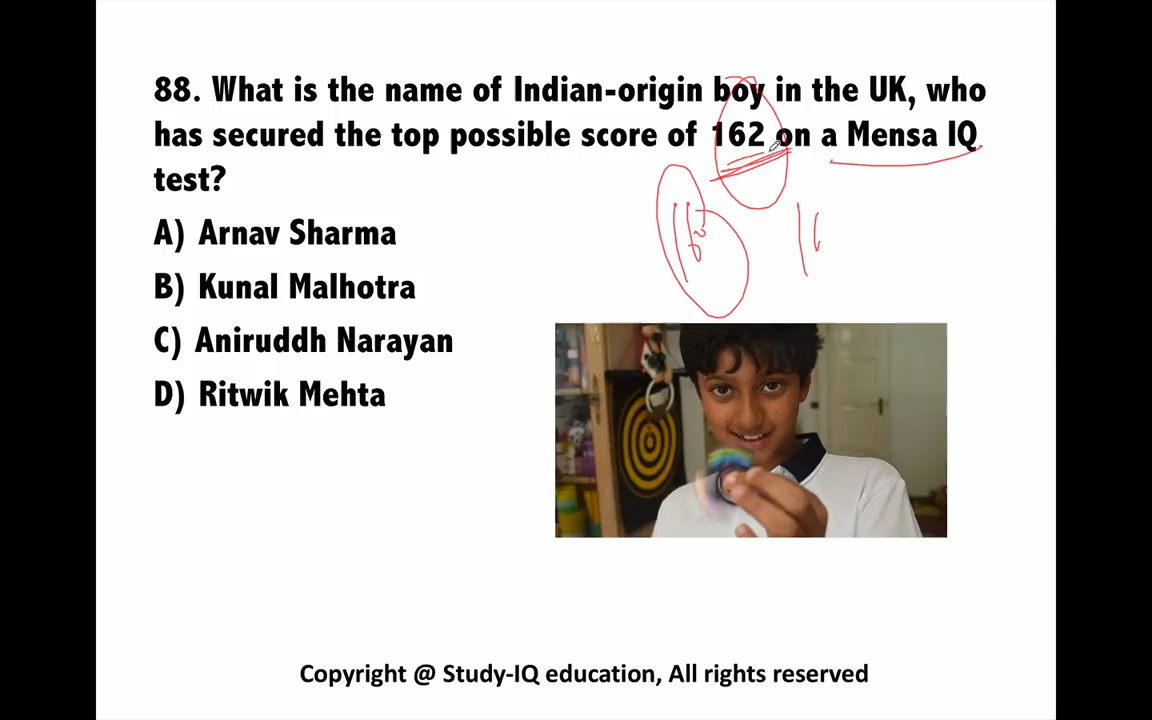 88. What is the name of Indian-origin boy in the UK, who
has secured the top possible score of 162 on a Mensa IQ
test?
A) Arnav Sharma
B) Kunal Malhotra
C) Aniruddh Narayan
D) Ritwik Mehta
Copyright @ Study-IQ education, All rights reserved